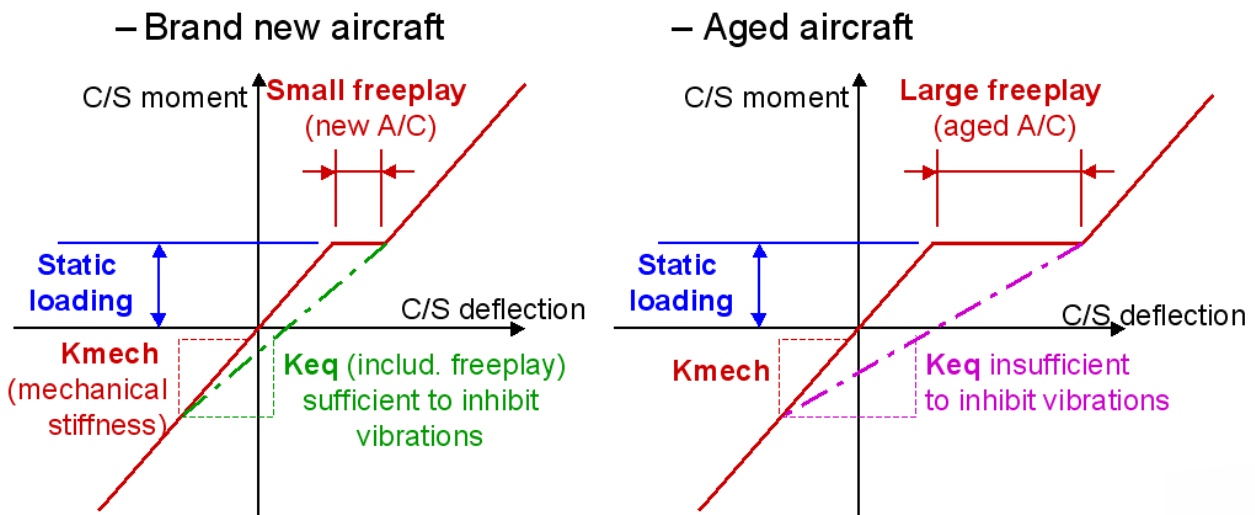 – Brand new aircraft
C/S moment
Small freeplay
(new A/C)
Static
loading
C/S deflection
Kmech
(mechanical
stiffness)
Keq (includ. freeplay)
sufficient to inhibit
vibrations
– Aged aircraft
C/S moment
Large freeplay
(aged A/C)
Static
loading
C/S deflection
Kmech
Keq insufficient
to inhibit vibrations